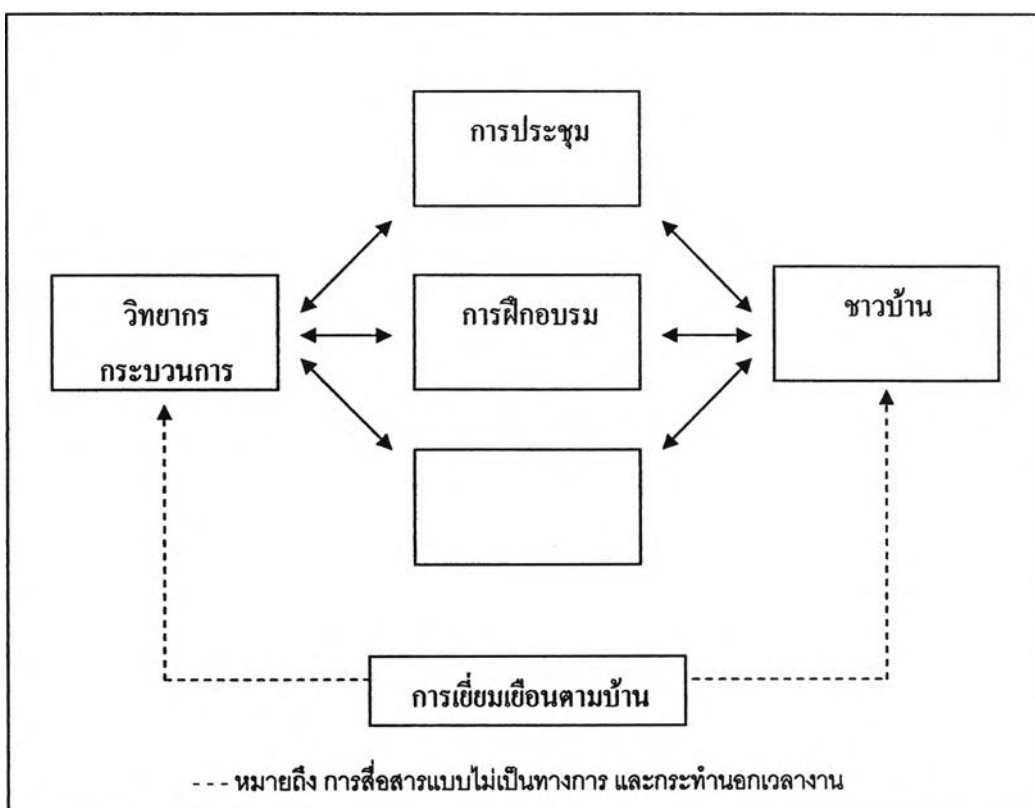 การประชุม
วิทยากร
กระบวนการ
การฝึกอบรม
ชาวบ้าน
การเยี่ยมเยือนตามบ้าน
--- หมายถึง การสื่อสารแบบไม่เป็นทางการ และกระทำนอกเวลางาน